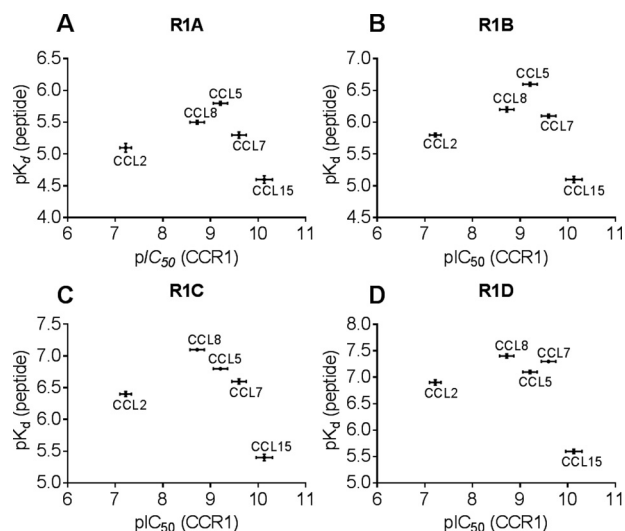 A
R1A
pKd (peptide)
6.5
6.0
5.5
5.0
4.5
4.0
CCL5
CCL8
CCL2
CCL7
CCL15
6 7 8 9 10 11
pIC50 (CCR1)
B
R1B
pKd (peptide)
7.0
6.5
6.0
5.5
5.0
4.5
CCL5
CCL8
CCL7
CCL2
CCL15
6 7 8 9 10 11
pIC50 (CCR1)
C
R1C
pKd (peptide)
7.5
7.0
6.5
6.0
5.5
5.0
CCL8
CCL5
CCL7
CCL2
CCL15
6 7 8 9 10 11
pIC50 (CCR1)
D
R1D
pKd (peptide)
8.0
7.5
7.0
6.5
6.0
5.5
5.0
CCL8
CCL7
CCL5
CCL2
CCL15
6 7 8 9 10 11
pIC50 (CCR1)